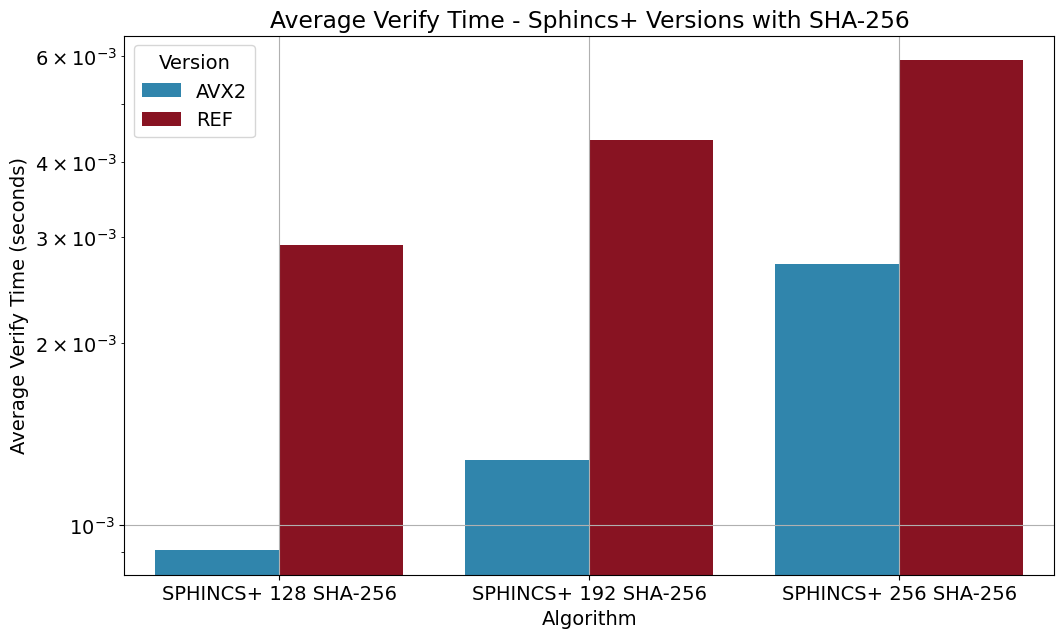 Average Verify Time - Sphincs+ Versions with SHA-256
Version
AVX2
REF
Average Verify Time (seconds)
6 × 10⁻³
4 × 10⁻³
3 × 10⁻³
2 × 10⁻³
10⁻³
SPHINCS+ 128 SHA-256
SPHINCS+ 192 SHA-256
SPHINCS+ 256 SHA-256
Algorithm